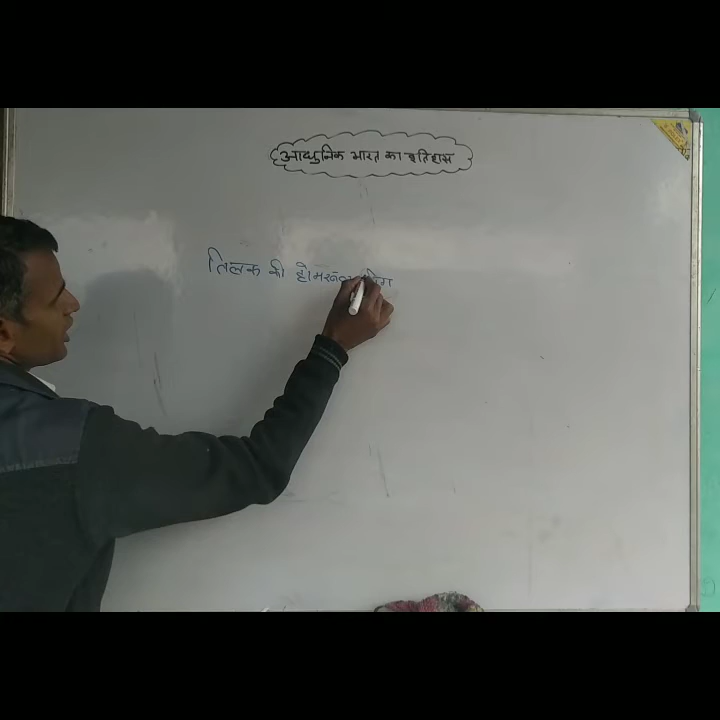 आधुनिक भारत का इतिहास
तिलक की होमरूल लीग